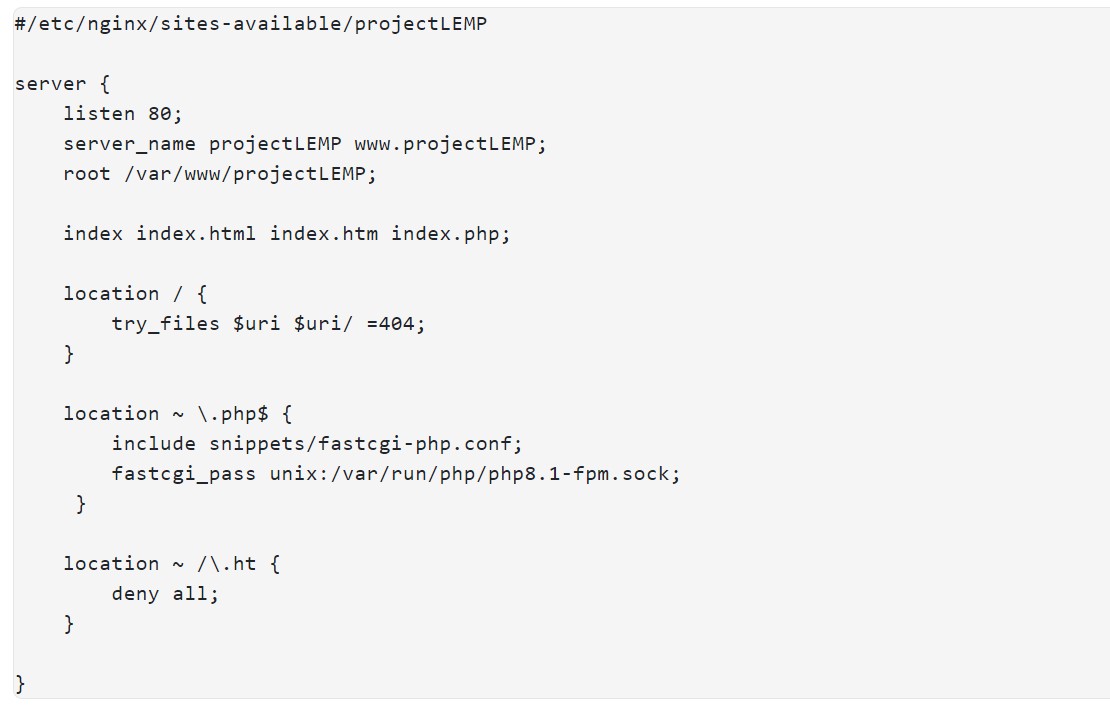 #/etc/nginx/sites-available/projectLEMP

server {
    listen 80;
    server_name projectLEMP www.projectLEMP;
    root /var/www/projectLEMP;

    index index.html index.htm index.php;

    location / {
        try_files $uri $uri/ =404;
    }

    location ~ \.php$ {
        include snippets/fastcgi-php.conf;
        fastcgi_pass unix:/var/run/php/php8.1-fpm.sock;
     }

    location ~ /\.ht {
        deny all;
    }

}